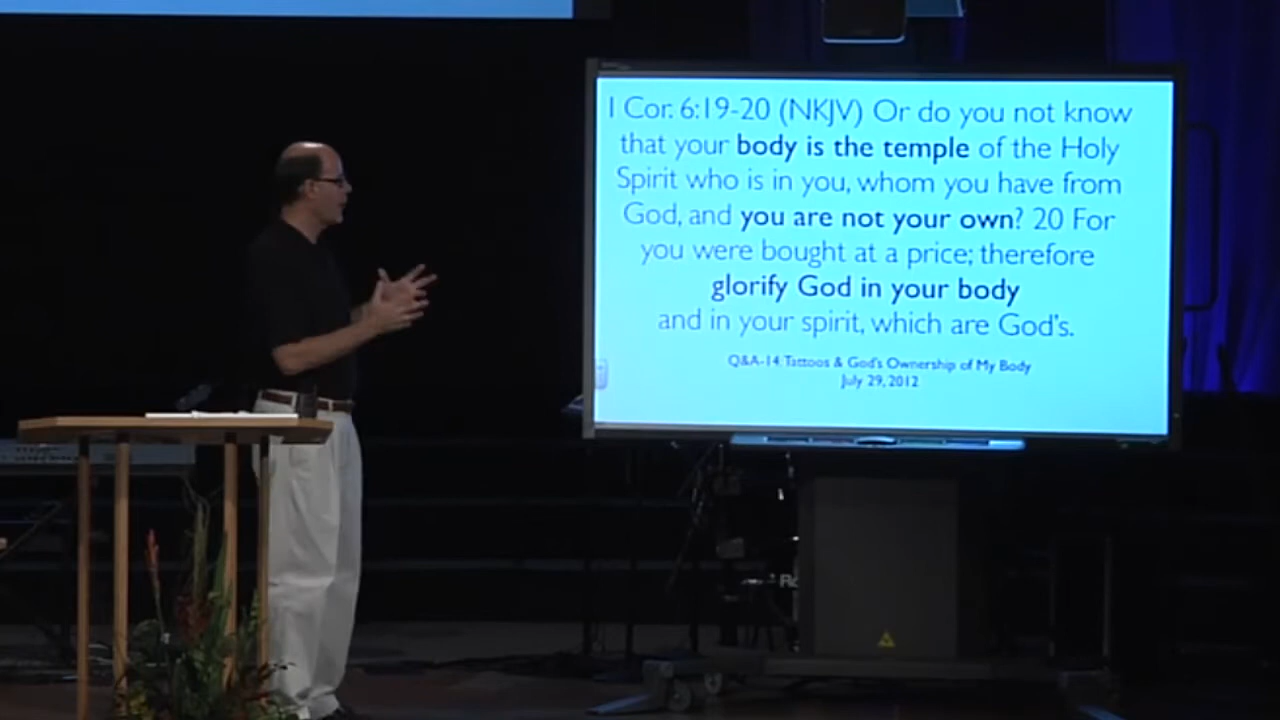 1 Cor. 6:19-20 (NKJV) Or do you not know
that your body is the temple of the Holy
Spirit who is in you, whom you have from
God, and you are not your own? 20 For
you were bought at a price; therefore
glorify God in your body
and in your spirit, which are God's.
Q&A-14: Tattoos & God's Ownership of My Body
July 29, 2012